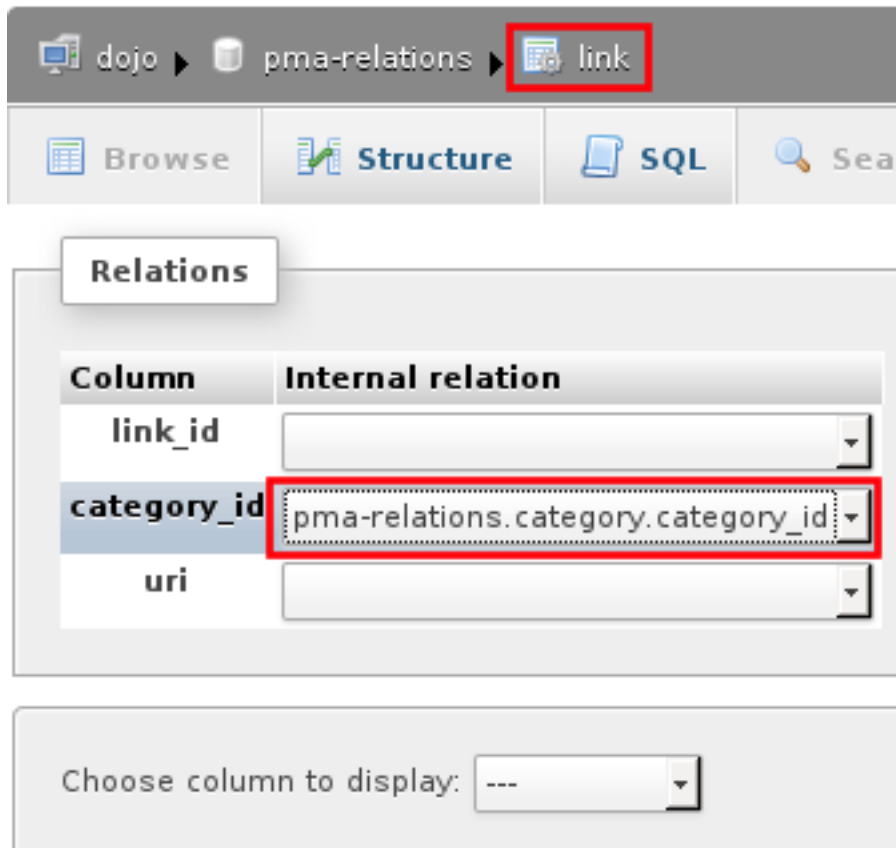 dojo pma-relations link
Browse Structure SQL Sea
Relations
Column Internal relation
link_id
category_id pma-relations.category.category_id
uri
Choose column to display: ---